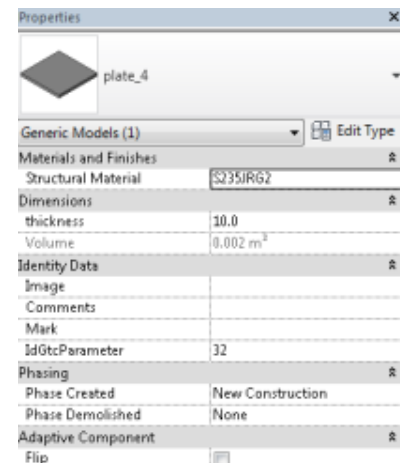 Properties
plate_4
Generic Models (1) Edit Type
Materials and Finishes
Structural Material S235JRG2
Dimensions
thickness 10.0
Volume 0.002 m³
Identity Data
Image
Comments
Mark
IdGtcParameter 32
Phasing
Phase Created New Construction
Phase Demolished None
Adaptive Component
Flip